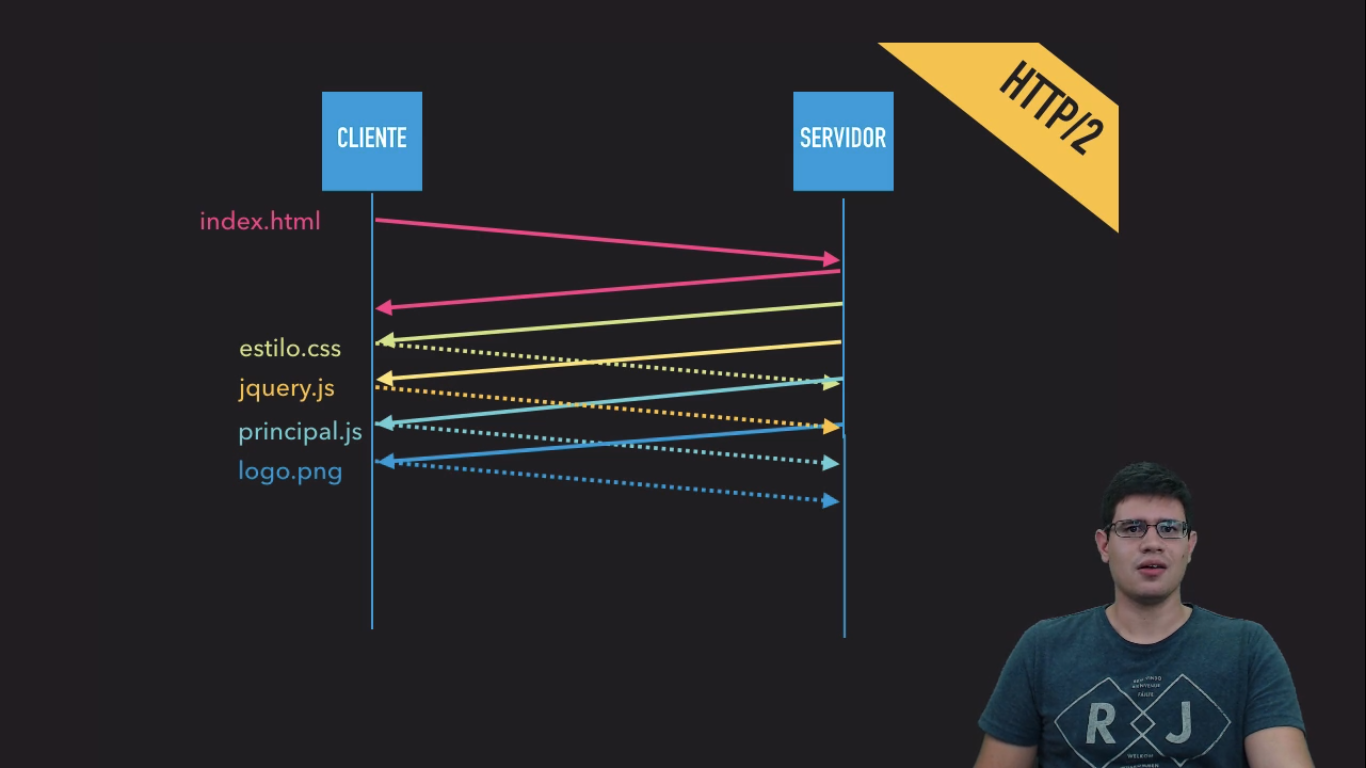 HTTP/2
CLIENTE
SERVIDOR
index.html
estilo.css
jquery.js
principal.js
logo.png
R J